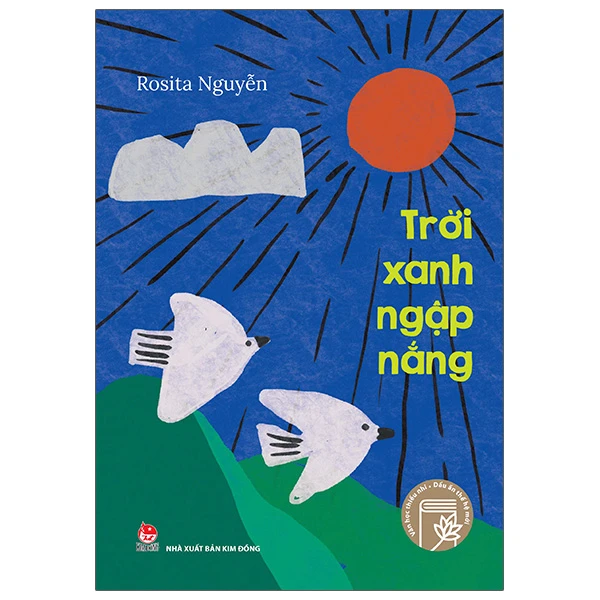 Rosita Nguyễn
Trời
xanh
ngập
nắng
Văn học thiếu nhi - Dấu ấn thế hệ mới
NHÀ XUẤT BẢN KIM ĐỒNG